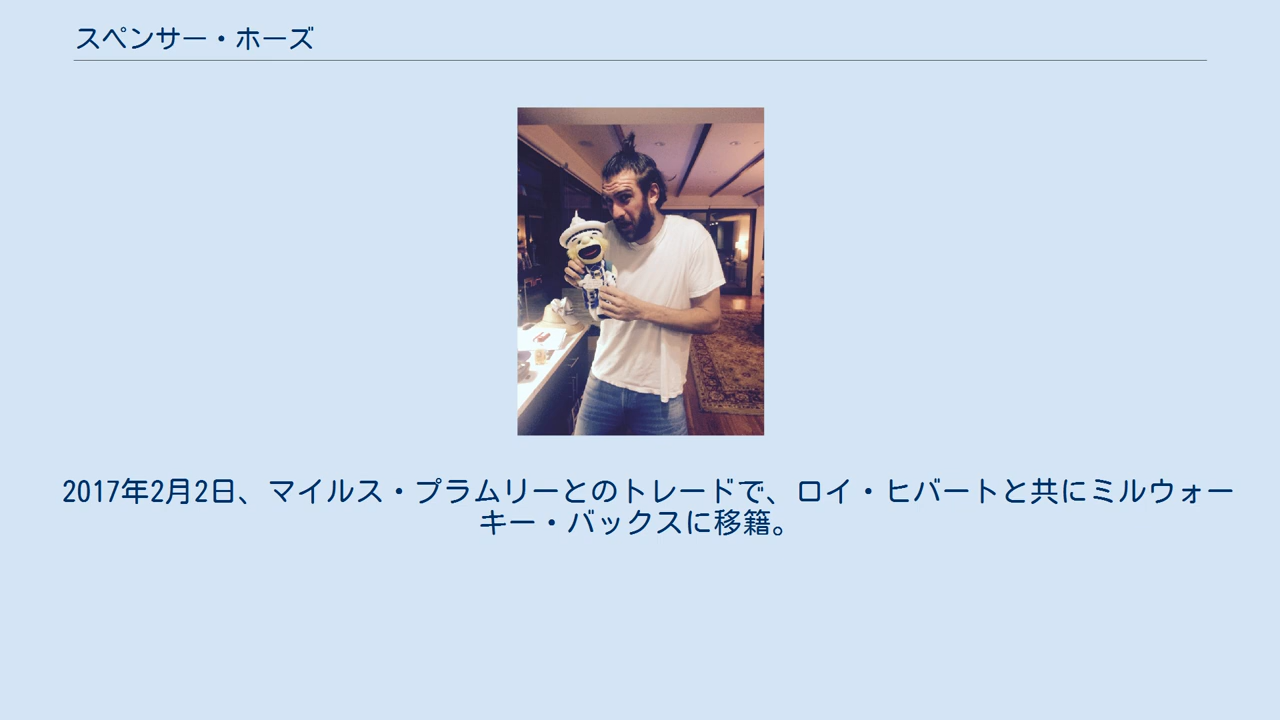 スペンサー・ホーズ
2017年2月2日、マイルス・プラムリーとのトレードで、ロイ・ヒバートと共にミルウォー
キー・バックスに移籍。